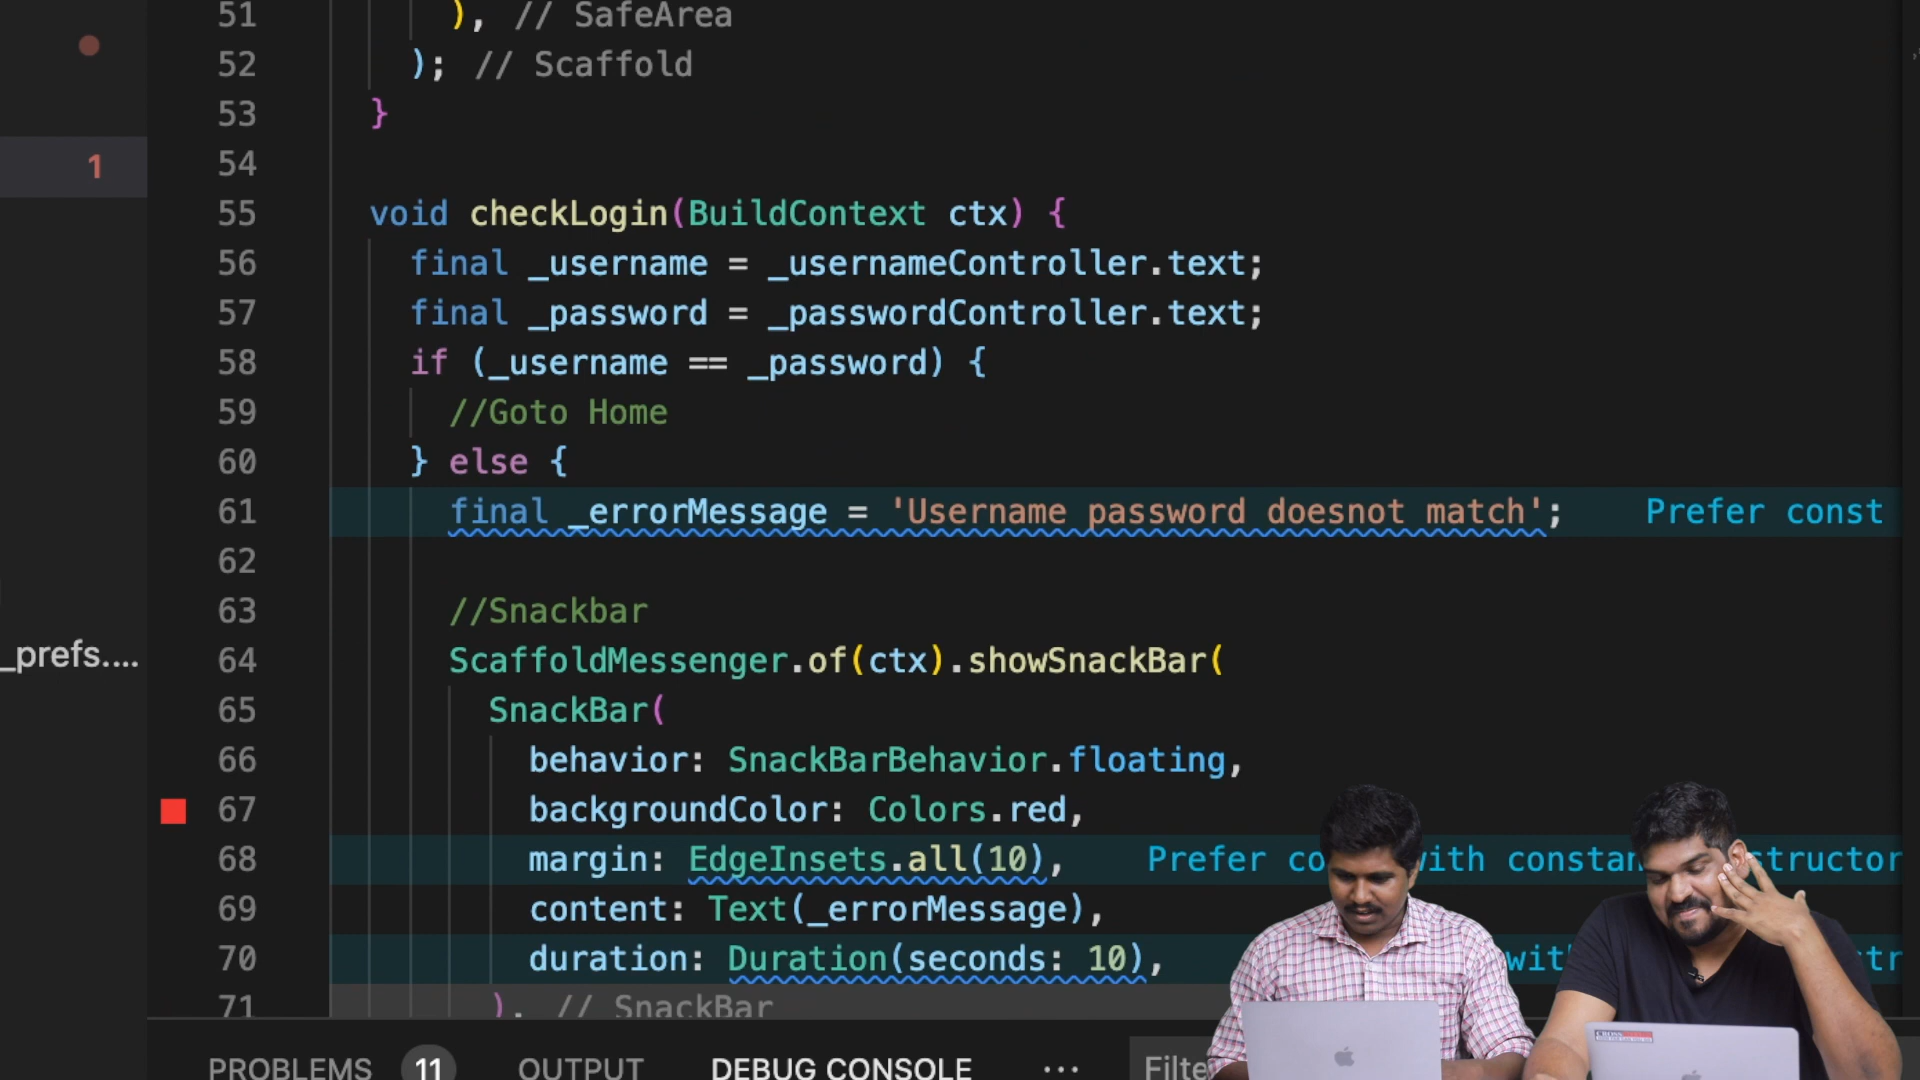 51 ), // SafeArea
52 ); // Scaffold
53 }
1
54
55 void checkLogin(BuildContext ctx) {
56 final _username = _usernameController.text;
57 final _password = _passwordController.text;
58 if (_username == _password) {
59 //Goto Home
60 } else {
61 final _errorMessage = 'Username password doesnot match'; Prefer const
62
63 //Snackbar
_prefs....
64 ScaffoldMessenger.of(ctx).showSnackBar(
65 SnackBar(
66 behavior: SnackBarBehavior.floating,
67 backgroundColor: Colors.red,
68 margin: EdgeInsets.all(10), Prefer with
69 content: Text(_errorMessage),
70 duration: Duration(seconds: 10),
71 ), // SnackBar
PROBLEMS 11 OUTPUT DEBUG CONSOLE ...